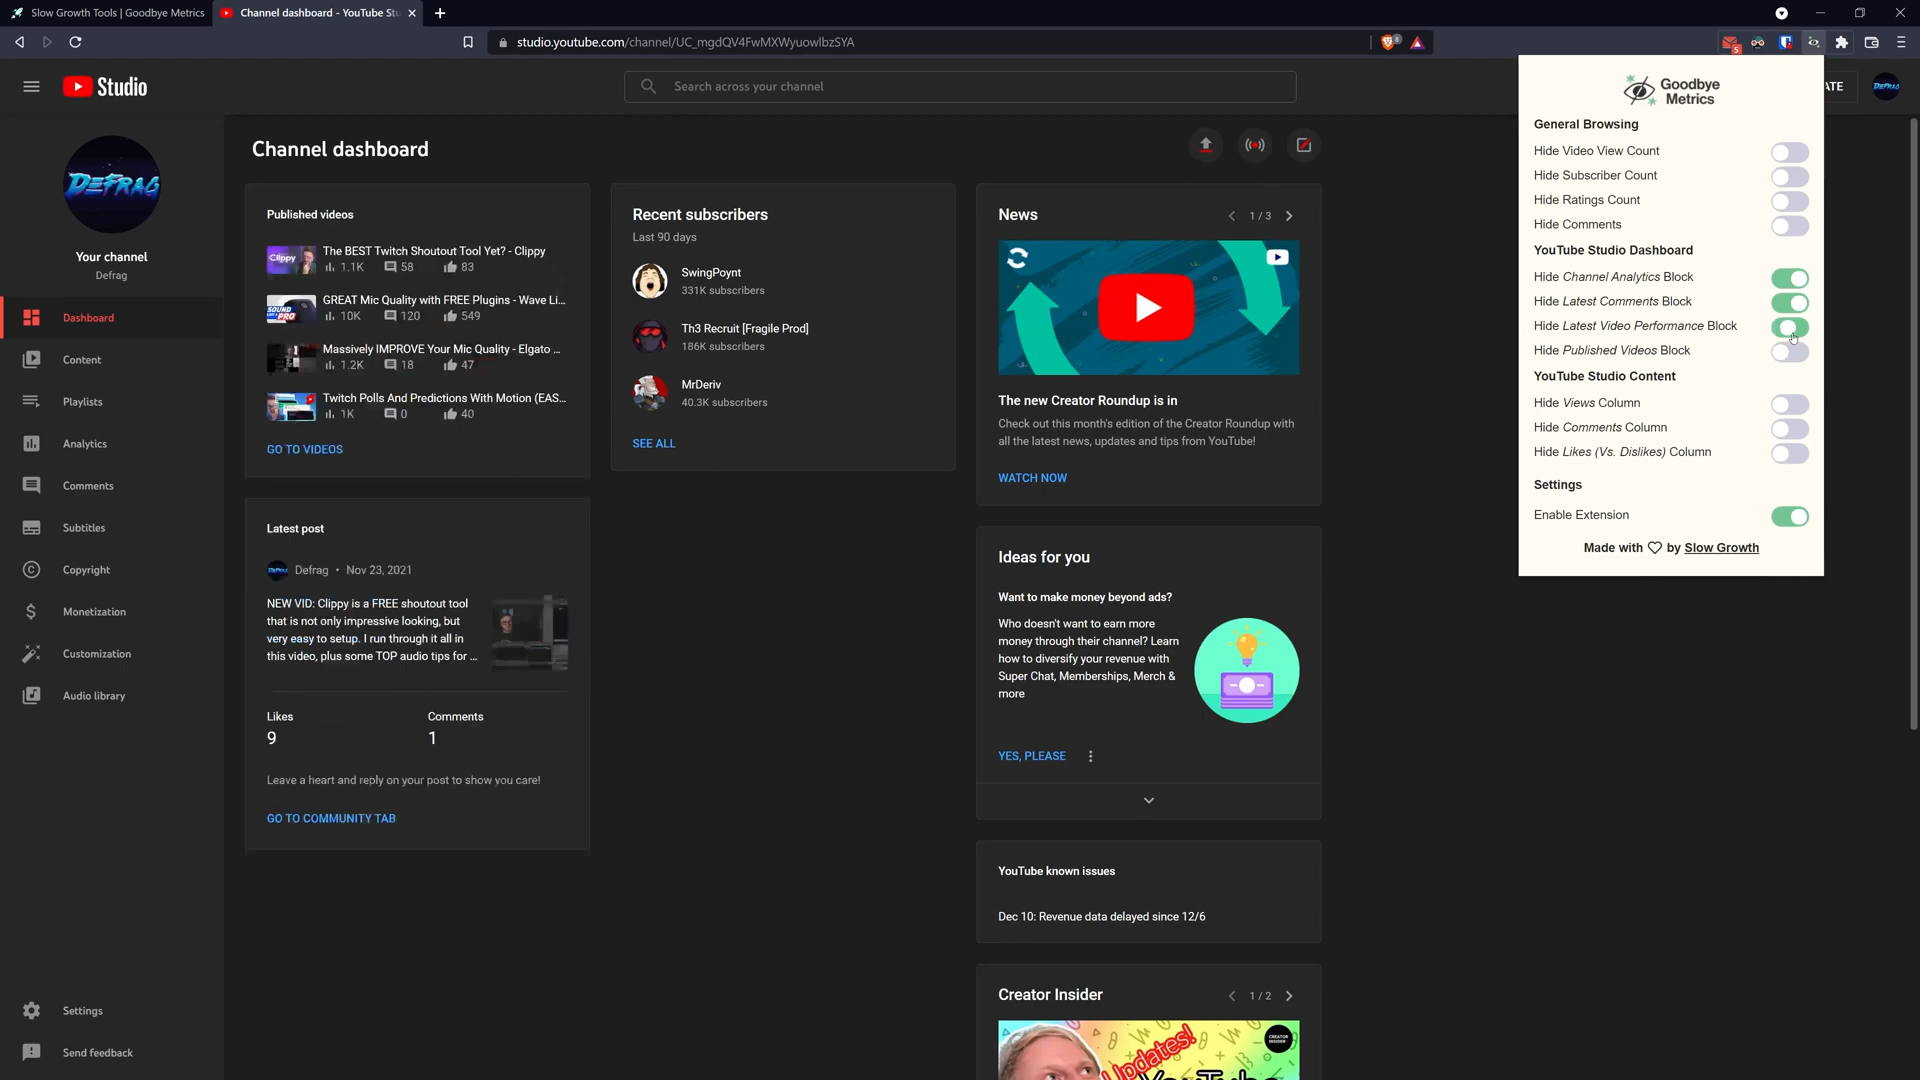 Slow Growth Tools | Goodbye Metrics
Channel dashboard - YouTube Stu
studio.youtube.com/channel/UC_mgdQV4FwMXWyuowlbzSYA
Studio
Search across your channel
ATE
DEFRAG
Your channel
Defrag
Dashboard
Content
Playlists
Analytics
Comments
Subtitles
Copyright
Monetization
Customization
Audio library
Settings
Send feedback
Channel dashboard
Published videos
Clippy
The BEST Twitch Shoutout Tool Yet? - Clippy
1.1K 58 83
SOUND LIKE A PRO
GREAT Mic Quality with FREE Plugins - Wave Li...
10K 120 549
Massively IMPROVE Your Mic Quality - Elgato ...
1.2K 18 47
Twitch Polls And Predictions With Motion (EAS...
1K 0 40
GO TO VIDEOS
Latest post
Defrag • Nov 23, 2021
NEW VID: Clippy is a FREE shoutout tool
that is not only impressive looking, but
very easy to setup. I run through it all in
this video, plus some TOP audio tips for ...
Likes Comments
9 1
Leave a heart and reply on your post to show you care!
GO TO COMMUNITY TAB
Recent subscribers
Last 90 days
SwingPoynt
331K subscribers
Th3 Recruit [Fragile Prod]
186K subscribers
MrDeriv
40.3K subscribers
SEE ALL
News
1 / 3
The new Creator Roundup is in
Check out this month's edition of the Creator Roundup with
all the latest news, updates and tips from YouTube!
WATCH NOW
Ideas for you
Want to make money beyond ads?
Who doesn't want to earn more
money through their channel? Learn
how to diversify your revenue with
Super Chat, Memberships, Merch &
more
YES, PLEASE
YouTube known issues
Dec 10: Revenue data delayed since 12/6
Creator Insider
1 / 2
CREATOR INSIDER
Updates!
YouTube
Goodbye
Metrics
General Browsing
Hide Video View Count
Hide Subscriber Count
Hide Ratings Count
Hide Comments
YouTube Studio Dashboard
Hide Channel Analytics Block
Hide Latest Comments Block
Hide Latest Video Performance Block
Hide Published Videos Block
YouTube Studio Content
Hide Views Column
Hide Comments Column
Hide Likes (Vs. Dislikes) Column
Settings
Enable Extension
Made with ♡ by Slow Growth